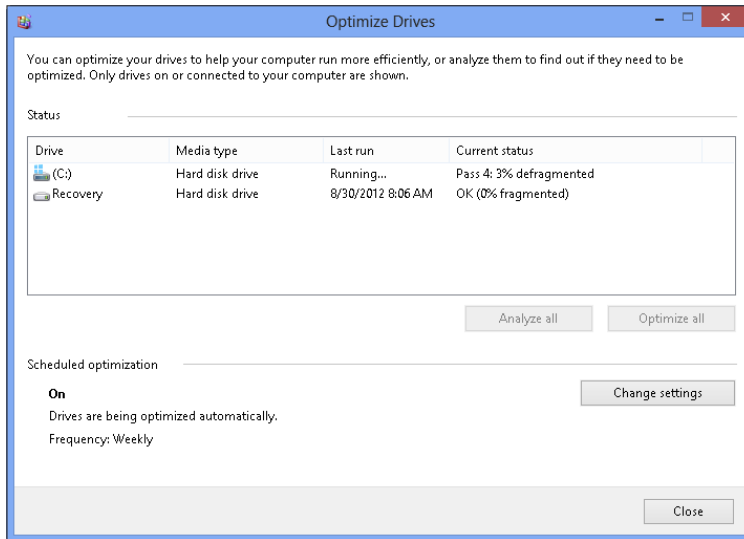 Optimize Drives
You can optimize your drives to help your computer run more efficiently, or analyze them to find out if they need to be
optimized. Only drives on or connected to your computer are shown.
Status
Drive Media type Last run Current status
(C:) Hard disk drive Running... Pass 4: 3% defragmented
Recovery Hard disk drive 8/30/2012 8:06 AM OK (0% fragmented)
Analyze all Optimize all
Scheduled optimization
On Change settings
Drives are being optimized automatically.
Frequency: Weekly
Close